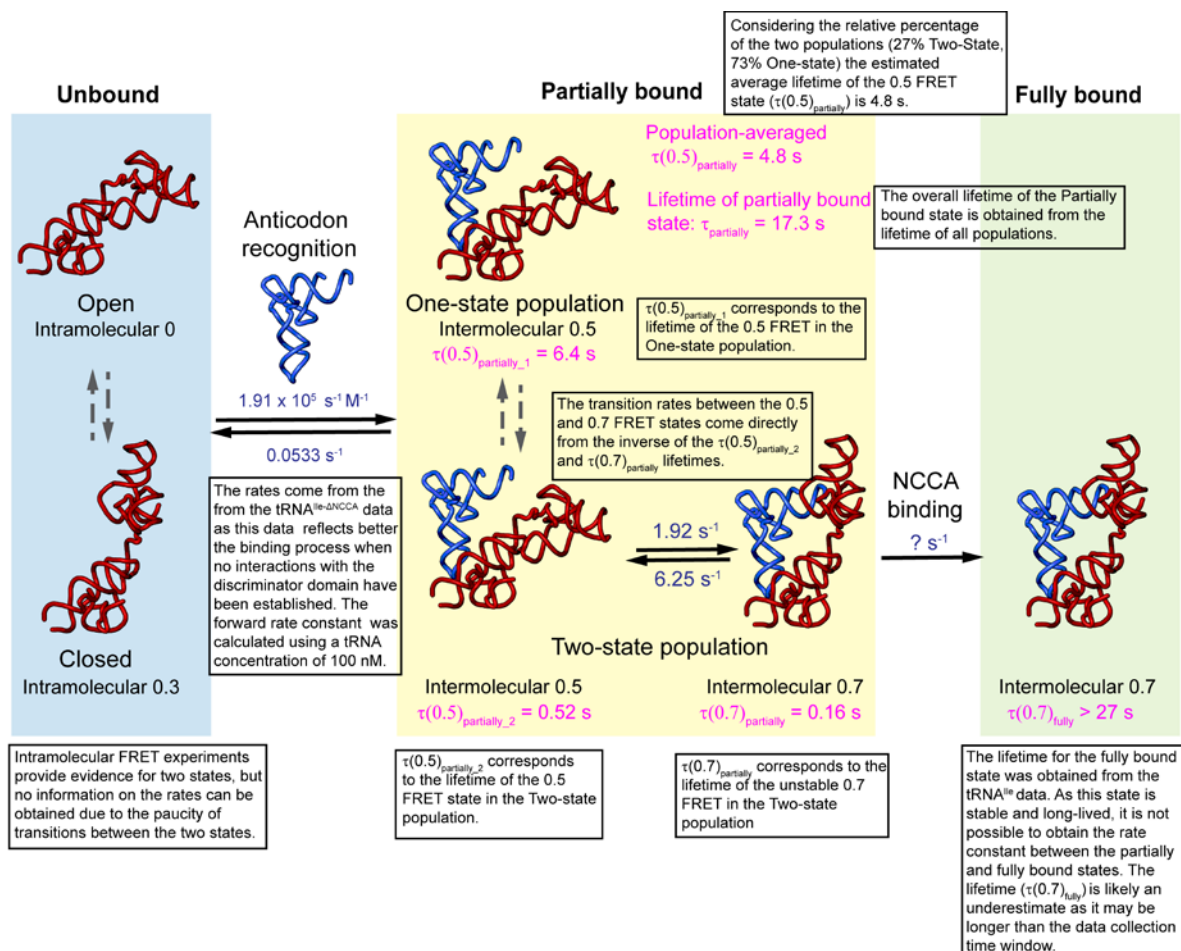 Considering the relative percentage
of the two populations (27% Two-State,
73% One-state) the estimated
average lifetime of the 0.5 FRET
state (τ(0.5)partially) is 4.8 s.
Unbound
Partially bound
Fully bound
Population-averaged
τ(0.5)partially = 4.8 s
Lifetime of partially bound
state: τpartially = 17.3 s
The overall lifetime of the Partially
bound state is obtained from the
lifetime of all populations.
Anticodon
recognition
Open
Intramolecular 0
One-state population
Intermolecular 0.5
τ(0.5)partially_1 = 6.4 s
τ(0.5)partially_1 corresponds to the
lifetime of the 0.5 FRET in the
One-state population.
1.91 x 10⁵ s⁻¹ M⁻¹
0.0533 s⁻¹
The transition rates between the 0.5
and 0.7 FRET states come directly
from the inverse of the τ(0.5)partially_2
and τ(0.7)partially lifetimes.
The rates come from the
from the tRNAIle-ΔNCCA data
as this data reflects better
the binding process when
no interactions with the
discriminator domain have
been established. The
forward rate constant was
calculated using a tRNA
concentration of 100 nM.
1.92 s⁻¹
6.25 s⁻¹
NCCA
binding
? s⁻¹
Closed
Intramolecular 0.3
Two-state population
Intermolecular 0.5
τ(0.5)partially_2 = 0.52 s
Intermolecular 0.7
τ(0.7)partially = 0.16 s
Intermolecular 0.7
τ(0.7)fully > 27 s
Intramolecular FRET experiments
provide evidence for two states, but
no information on the rates can be
obtained due to the paucity of
transitions between the two states.
τ(0.5)partially_2 corresponds
to the lifetime of the 0.5
FRET state in the Two-state
population.
τ(0.7)partially corresponds to the
lifetime of the unstable 0.7
FRET in the Two-state
population
The lifetime for the fully bound
state was obtained from the
tRNAIle data. As this state is
stable and long-lived, it is not
possible to obtain the rate
constant between the partially
and fully bound states. The
lifetime (τ(0.7)fully) is likely an
underestimate as it may be
longer than the data collection
time window.